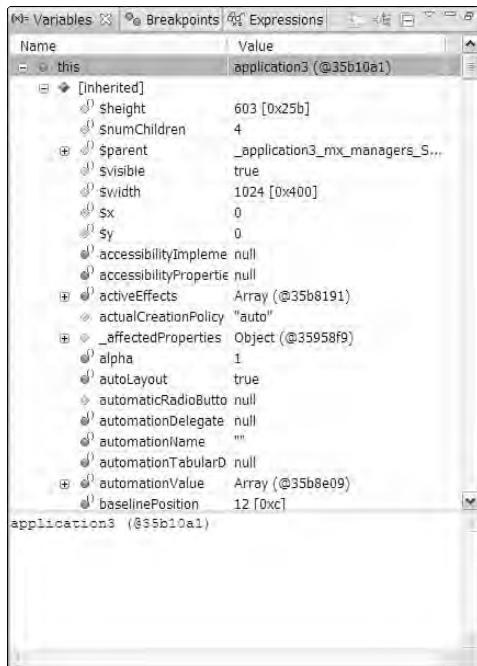 (x)= Variables Breakpoints Expressions
Name Value
this application3 (@35b10a1)
[inherited]
$height 603 [0x25b]
$numChildren 4
$parent _application3_mx_managers_S...
$visible true
$width 1024 [0x400]
$x 0
$y 0
accessibilityImpleme null
accessibilityPropertie null
activeEffects Array (@35b8191)
actualCreationPolicy "auto"
_affectedProperties Object (@35958f9)
alpha 1
autoLayout true
automaticRadioButto null
automationDelegate null
automationName ""
automationTabularD null
automationValue Array (@35b8e09)
baselinePosition 12 [0xc]
application3 (@35b10a1)